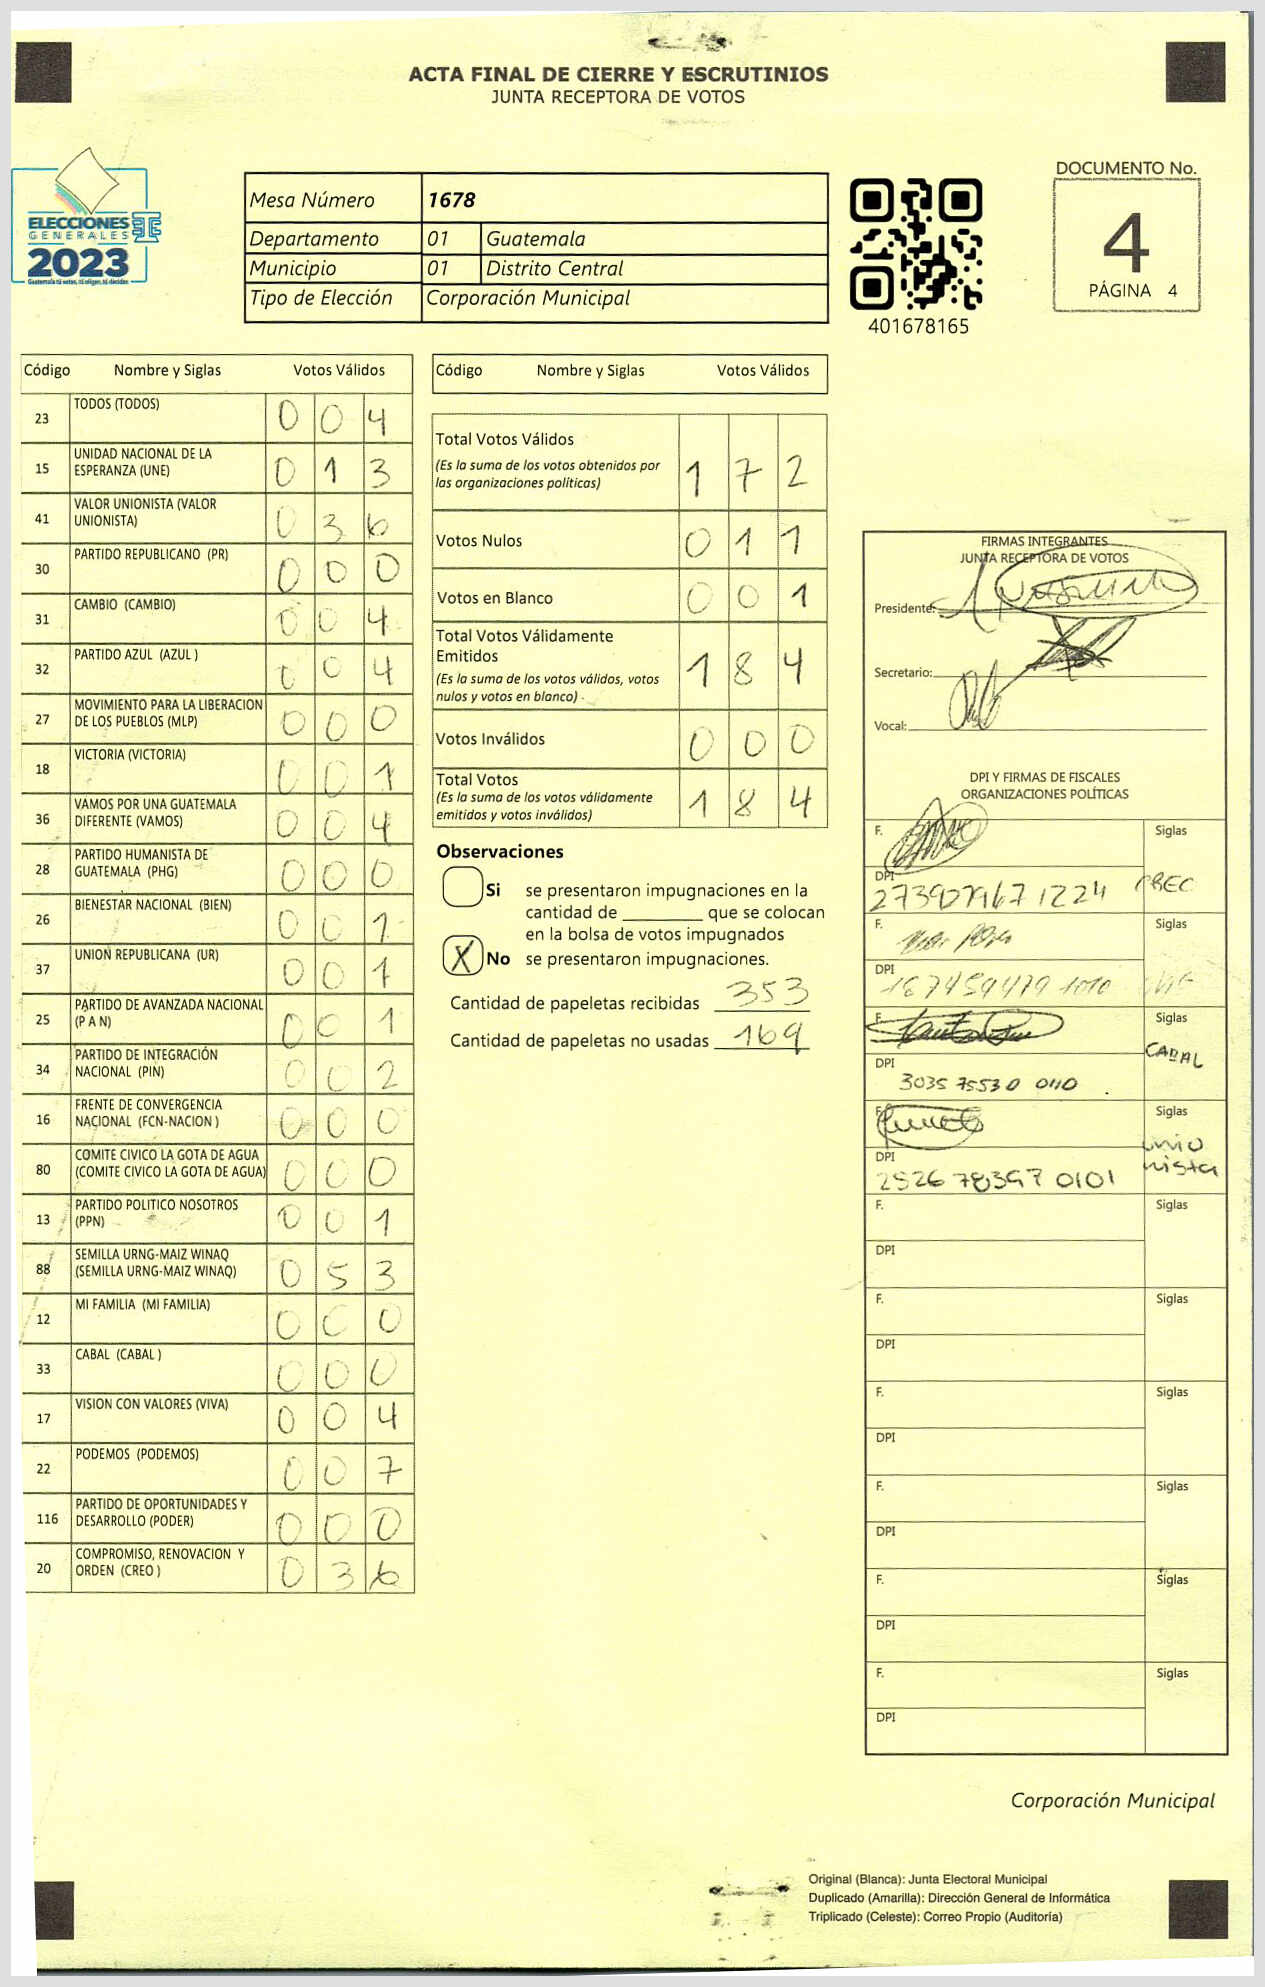 ACTA FINAL DE CIERRE Y ESCRUTINIOS
JUNTA RECEPTORA DE VOTOS
ELECCIONES
GENERALES
2023
Guatemala tú votas, tú eliges, tú decides
Mesa Número 1678
Departamento 01 Guatemala
Municipio 01 Distrito Central
Tipo de Elección Corporación Municipal
401678165
DOCUMENTO No.
4
PÁGINA 4
Código Nombre y Siglas Votos Válidos
23 TODOS (TODOS) 0 0 4
15 UNIDAD NACIONAL DE LA ESPERANZA (UNE) 0 1 3
41 VALOR UNIONISTA (VALOR UNIONISTA) 0 3 6
30 PARTIDO REPUBLICANO (PR) 0 0 0
31 CAMBIO (CAMBIO) 0 0 4
32 PARTIDO AZUL (AZUL ) 0 0 4
27 MOVIMIENTO PARA LA LIBERACION DE LOS PUEBLOS (MLP) 0 0 0
18 VICTORIA (VICTORIA) 0 0 1
36 VAMOS POR UNA GUATEMALA DIFERENTE (VAMOS) 0 0 4
28 PARTIDO HUMANISTA DE GUATEMALA (PHG) 0 0 0
26 BIENESTAR NACIONAL (BIEN) 0 0 1
37 UNION REPUBLICANA (UR) 0 0 1
25 PARTIDO DE AVANZADA NACIONAL (P A N) 0 0 1
34 PARTIDO DE INTEGRACIÓN NACIONAL (PIN) 0 0 2
16 FRENTE DE CONVERGENCIA NACIONAL (FCN-NACION ) 0 0 0
80 COMITE CIVICO LA GOTA DE AGUA (COMITE CIVICO LA GOTA DE AGUA) 0 0 0
13 PARTIDO POLITICO NOSOTROS (PPN) 0 0 1
88 SEMILLA URNG-MAIZ WINAQ (SEMILLA URNG-MAIZ WINAQ) 0 5 3
12 MI FAMILIA (MI FAMILIA) 0 0 0
33 CABAL (CABAL ) 0 0 0
17 VISION CON VALORES (VIVA) 0 0 4
22 PODEMOS (PODEMOS) 0 0 7
116 PARTIDO DE OPORTUNIDADES Y DESARROLLO (PODER) 0 0 0
20 COMPROMISO, RENOVACION Y ORDEN (CREO ) 0 3 6
Código Nombre y Siglas Votos Válidos
Total Votos Válidos
(Es la suma de los votos obtenidos por
las organizaciones políticas) 1 7 2
Votos Nulos 0 1 1
Votos en Blanco 0 0 1
Total Votos Válidamente
Emitidos
(Es la suma de los votos válidos, votos
nulos y votos en blanco) 1 8 4
Votos Inválidos 0 0 0
Total Votos
(Es la suma de los votos válidamente
emitidos y votos inválidos) 1 8 4
Observaciones
Si se presentaron impugnaciones en la
cantidad de ________ que se colocan
en la bolsa de votos impugnados
X No se presentaron impugnaciones.
Cantidad de papeletas recibidas 353
Cantidad de papeletas no usadas 169
FIRMAS INTEGRANTES
JUNTA RECEPTORA DE VOTOS
Presidente:
Secretario:
Vocal:
DPI Y FIRMAS DE FISCALES
ORGANIZACIONES POLÍTICAS
F. Siglas
DPI
F. Siglas
DPI
F. Siglas
CABAL
DPI
3035 75530 0110
F. Siglas
unio
nista
DPI
2526 78397 0101
F. Siglas
DPI
F. Siglas
DPI
F. Siglas
DPI
F. Siglas
DPI
F. Siglas
DPI
F. Siglas
DPI
Corporación Municipal
Original (Blanca): Junta Electoral Municipal
Duplicado (Amarilla): Dirección General de Informática
Triplicado (Celeste): Correo Propio (Auditoría)